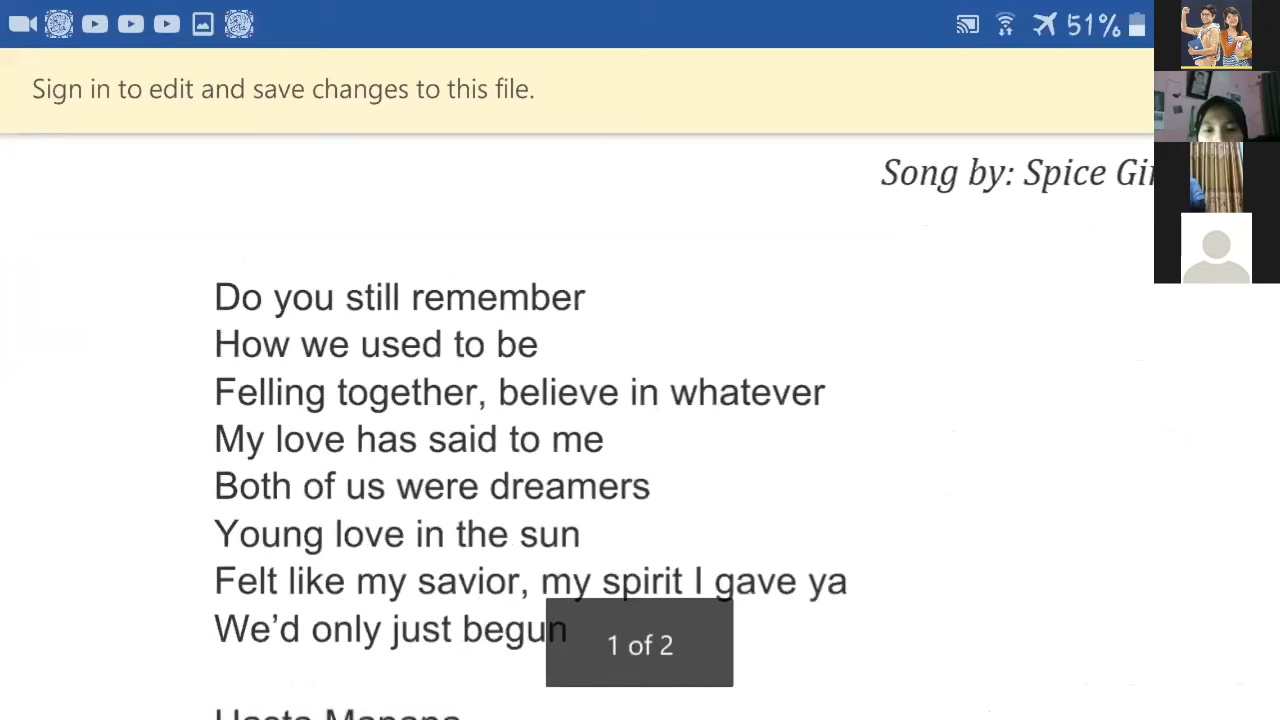 51%
Sign in to edit and save changes to this file.
Song by: Spice
Do you still remember
How we used to be
Felling together, believe in whatever
My love has said to me
Both of us were dreamers
Young love in the sun
Felt like my savior, my spirit I gave ya
We'd only just begun
1 of 2